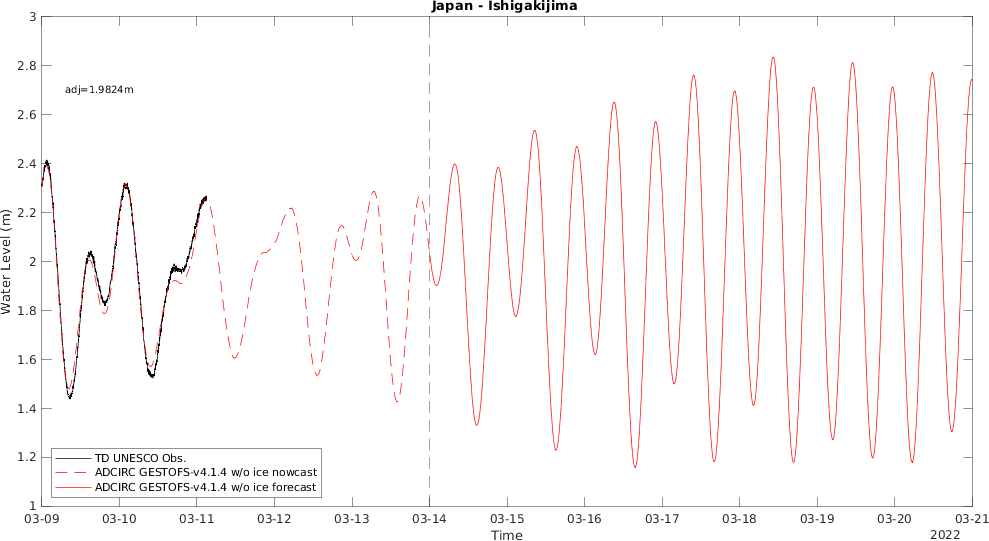 Japan - Ishigakijima
3
2.8
2.6
2.4
2.2
2
1.8
1.6
1.4
1.2
1
Water Level (m)
adj=1.9824m
TD UNESCO Obs.
ADCIRC GESTOFS-v4.1.4 w/o ice nowcast
ADCIRC GESTOFS-v4.1.4 w/o ice forecast
03-09 03-10 03-11 03-12 03-13 03-14 03-15 03-16 03-17 03-18 03-19 03-20 03-21
Time
2022